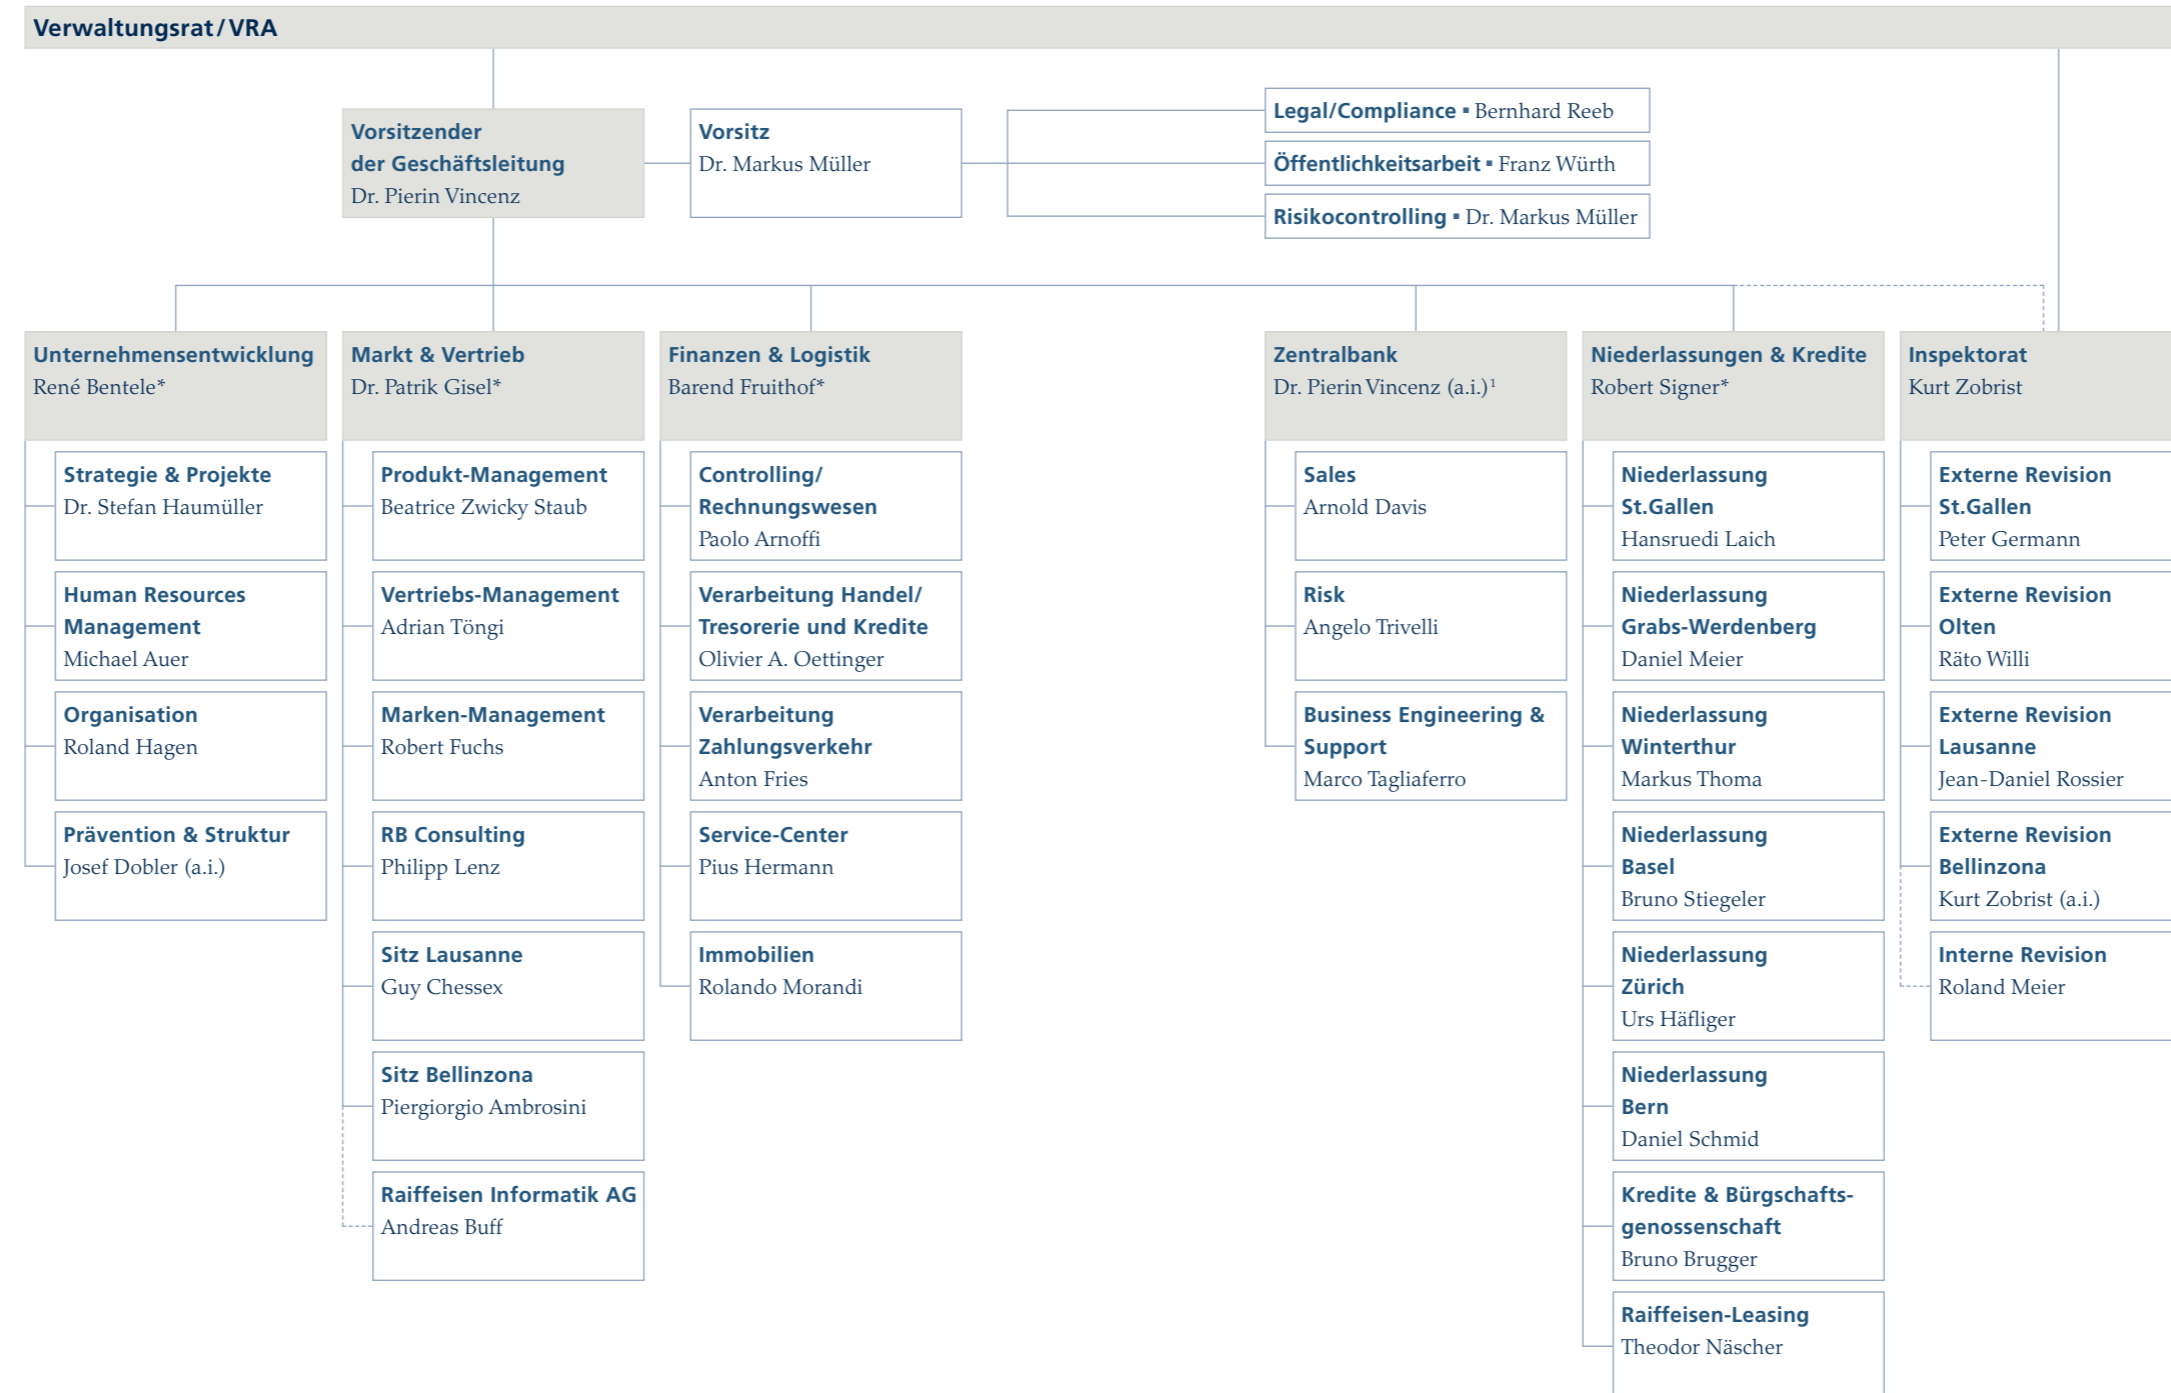 Verwaltungsrat/VRA
Vorsitzender
der Geschäftsleitung
Dr. Pierin Vincenz
Vorsitz
Dr. Markus Müller
Legal/Compliance ▪ Bernhard Reeb
Öffentlichkeitsarbeit ▪ Franz Würth
Risikocontrolling ▪ Dr. Markus Müller
Unternehmensentwicklung
René Bentele*
Strategie & Projekte
Dr. Stefan Haumüller
Human Resources
Management
Michael Auer
Organisation
Roland Hagen
Prävention & Struktur
Josef Dobler (a.i.)
Markt & Vertrieb
Dr. Patrik Gisel*
Produkt-Management
Beatrice Zwicky Staub
Vertriebs-Management
Adrian Töngi
Marken-Management
Robert Fuchs
RB Consulting
Philipp Lenz
Sitz Lausanne
Guy Chessex
Sitz Bellinzona
Piergiorgio Ambrosini
Raiffeisen Informatik AG
Andreas Buff
Finanzen & Logistik
Barend Fruithof*
Controlling/
Rechnungswesen
Paolo Arnoffi
Verarbeitung Handel/
Tresorerie und Kredite
Olivier A. Oettinger
Verarbeitung
Zahlungsverkehr
Anton Fries
Service-Center
Pius Hermann
Immobilien
Rolando Morandi
Zentralbank
Dr. Pierin Vincenz (a.i.)¹
Sales
Arnold Davis
Risk
Angelo Trivelli
Business Engineering &
Support
Marco Tagliaferro
Niederlassungen & Kredite
Robert Signer*
Niederlassung
St.Gallen
Hansruedi Laich
Niederlassung
Grabs-Werdenberg
Daniel Meier
Niederlassung
Winterthur
Markus Thoma
Niederlassung
Basel
Bruno Stiegeler
Niederlassung
Zürich
Urs Häfliger
Niederlassung
Bern
Daniel Schmid
Kredite & Bürgschafts-
genossenschaft
Bruno Brugger
Raiffeisen-Leasing
Theodor Näscher
Inspektorat
Kurt Zobrist
Externe Revision
St.Gallen
Peter Germann
Externe Revision
Olten
Räto Willi
Externe Revision
Lausanne
Jean-Daniel Rossier
Externe Revision
Bellinzona
Kurt Zobrist (a.i.)
Interne Revision
Roland Meier